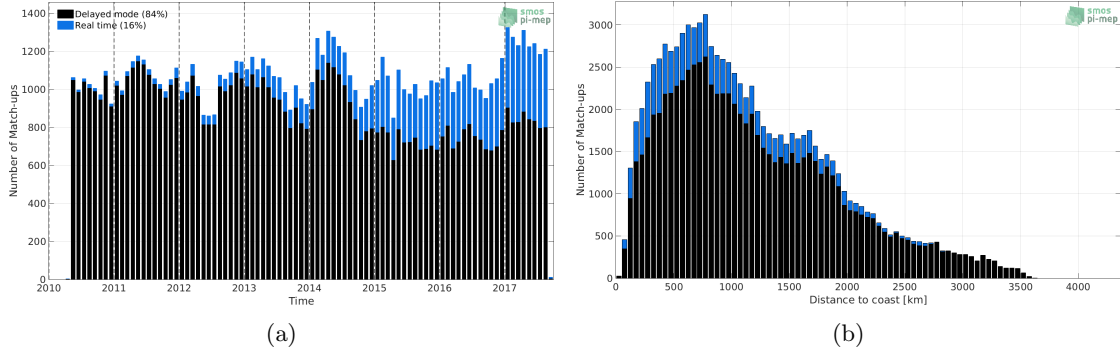 Delayed mode (84%)
Real time (16%)
smos
pi-mep
Number of Match-ups
0
200
400
600
800
1000
1200
1400
2010
2011
2012
2013
2014
2015
2016
2017
Time
(a)
smos
pi-mep
Number of Match-ups
0
500
1000
1500
2000
2500
3000
0
500
1000
1500
2000
2500
3000
3500
4000
Distance to coast [km]
(b)